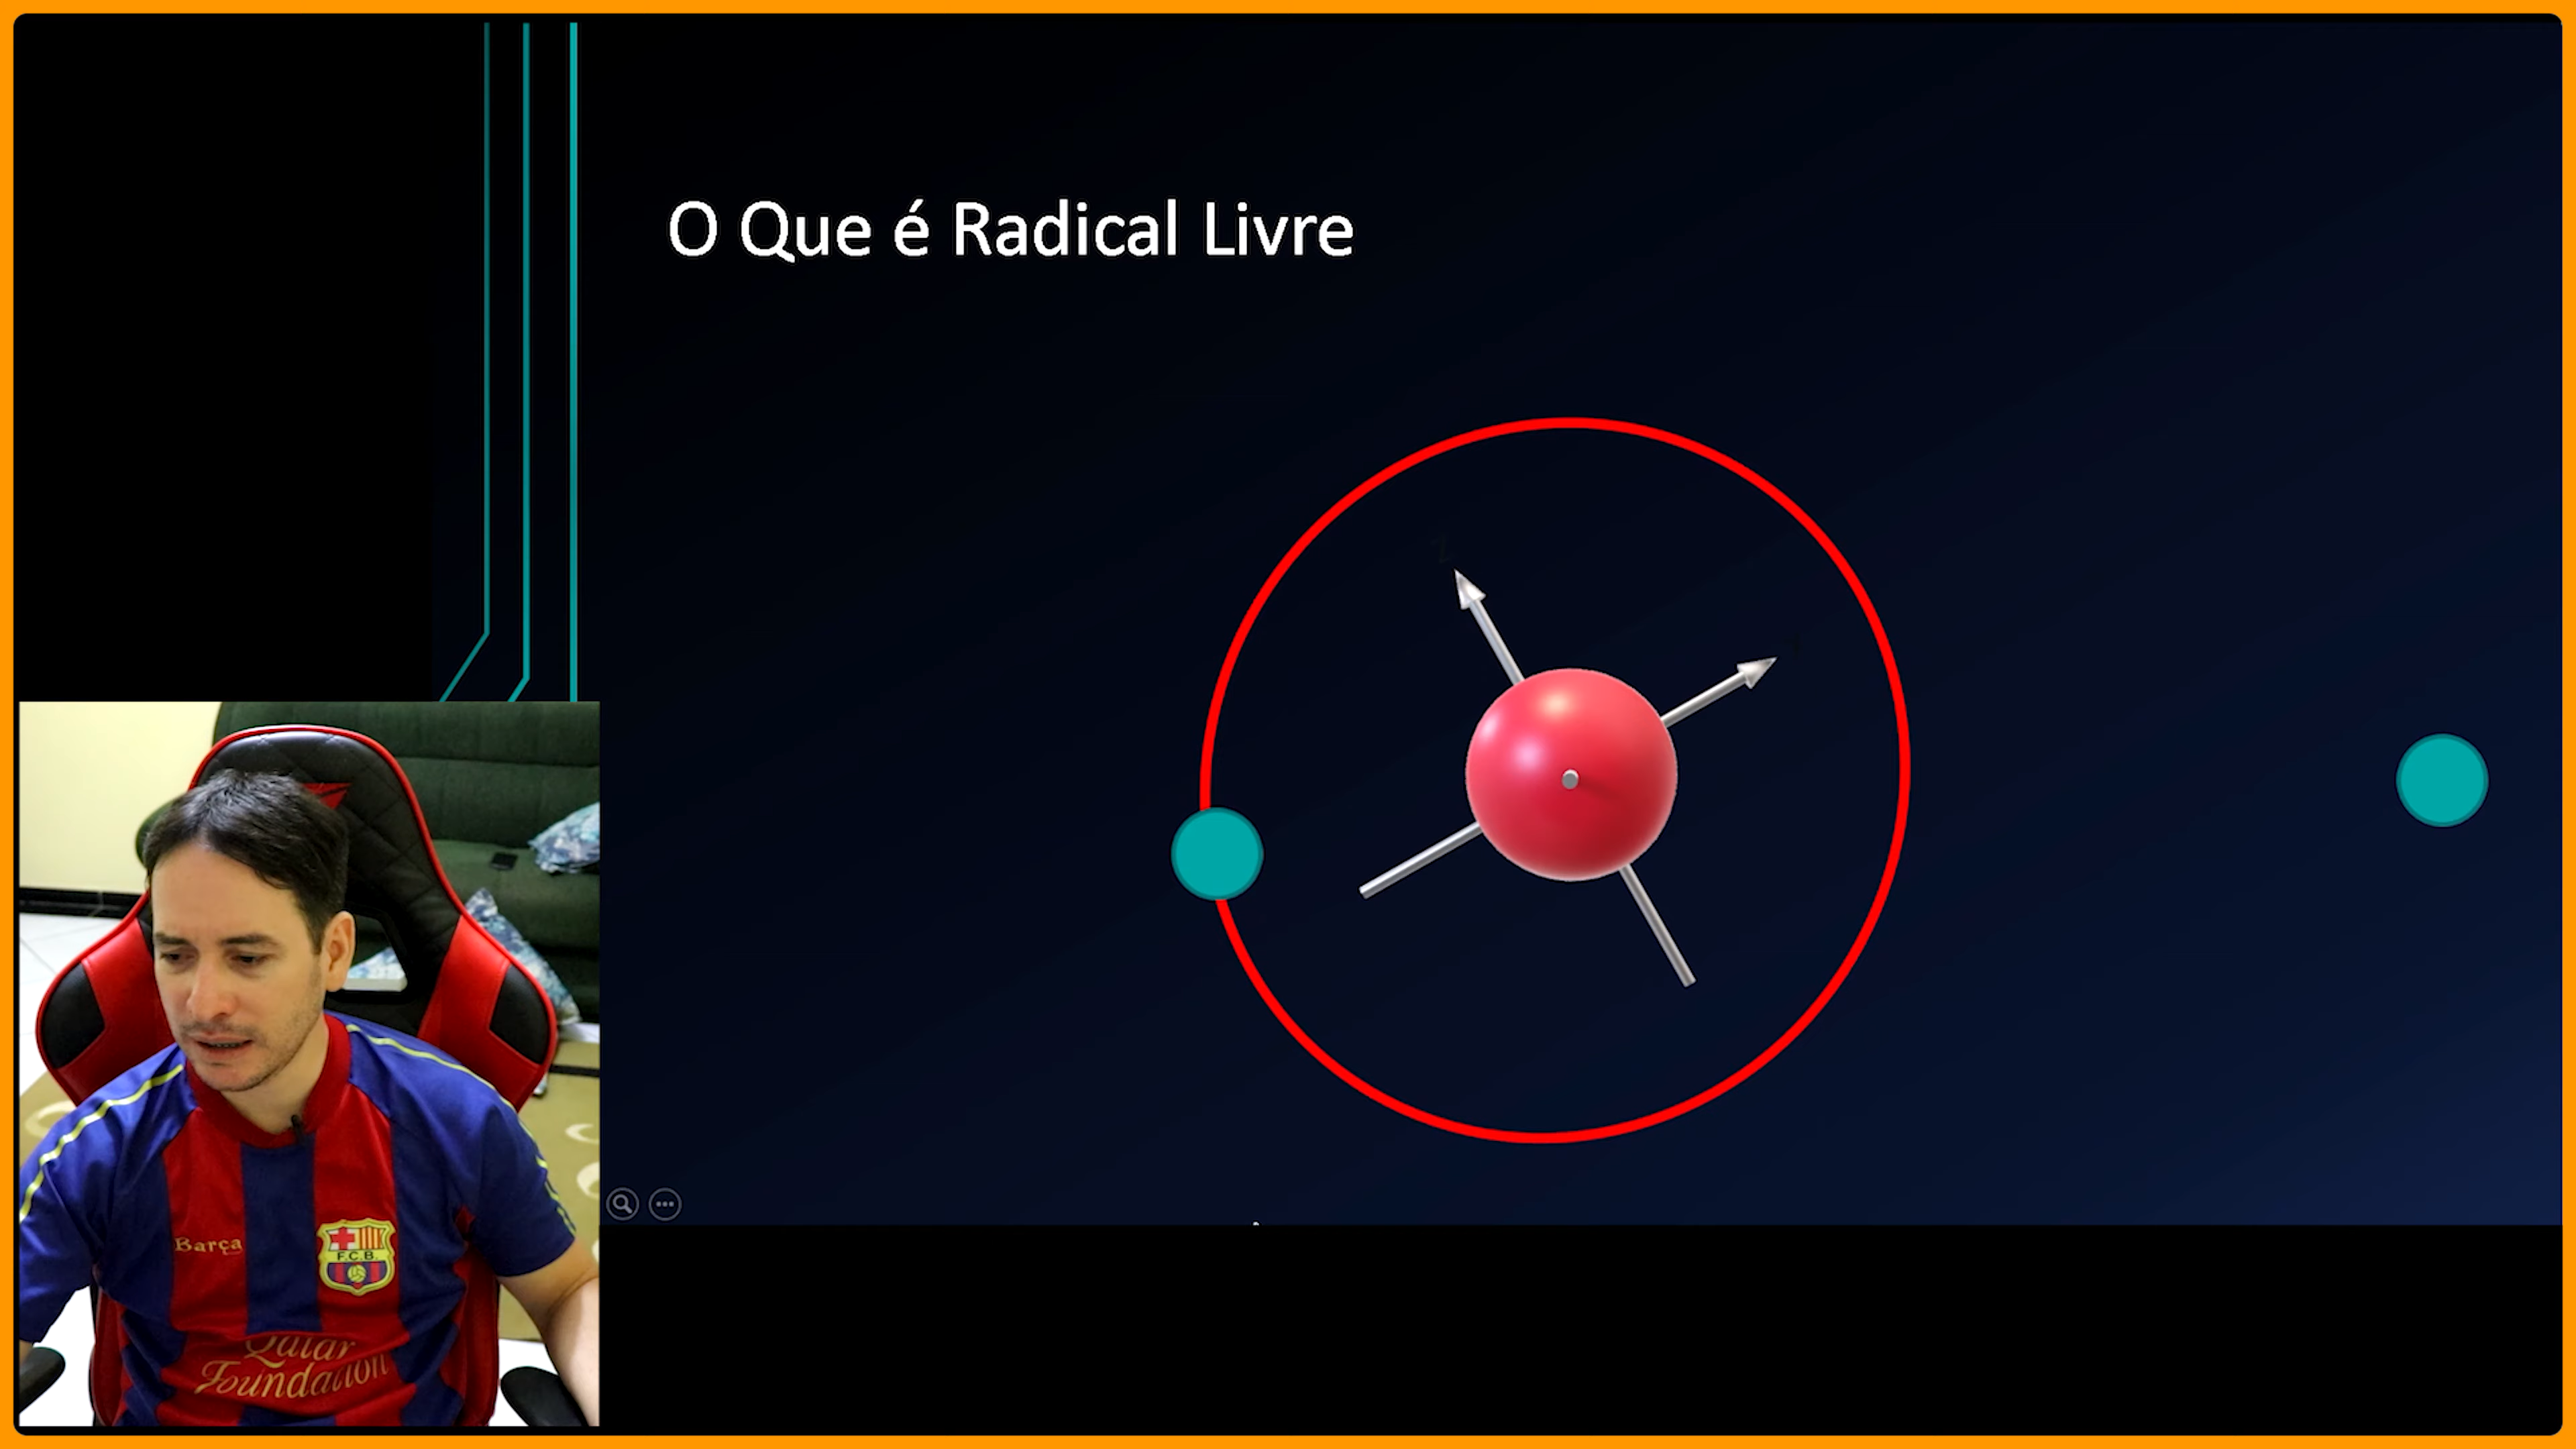 O Que é Radical Livre
Barça
F.C.B.
Qatar
Foundation